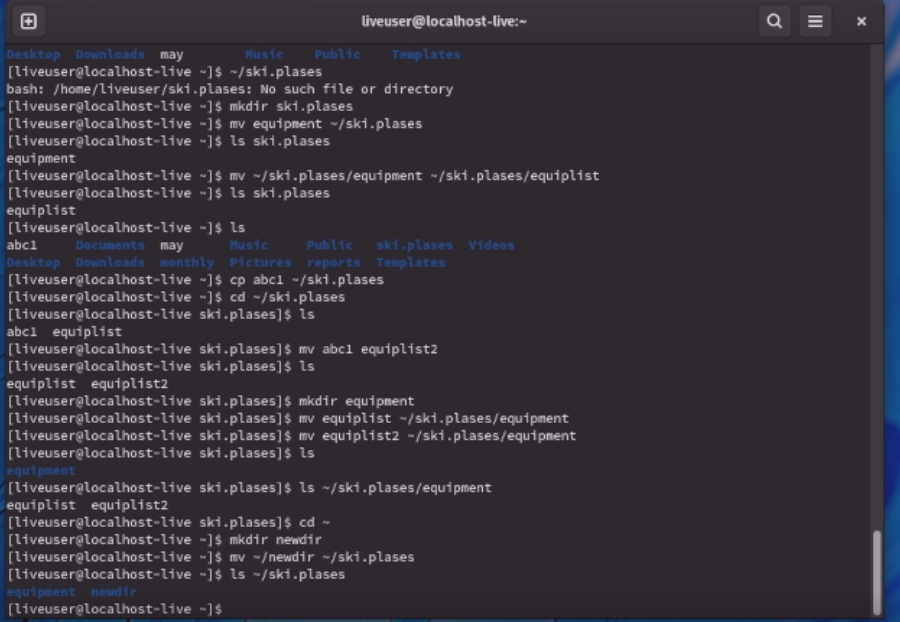 liveuser@localhost-live:~
Desktop Downloads may Music Public Templates
[liveuser@localhost-live ~]$ ~/ski.plases
bash: /home/liveuser/ski.plases: No such file or directory
[liveuser@localhost-live ~]$ mkdir ski.plases
[liveuser@localhost-live ~]$ mv equipment ~/ski.plases
[liveuser@localhost-live ~]$ ls ski.plases
equipment
[liveuser@localhost-live ~]$ mv ~/ski.plases/equipment ~/ski.plases/equiplist
[liveuser@localhost-live ~]$ ls ski.plases
equiplist
[liveuser@localhost-live ~]$ ls
abc1 Documents may Music Public ski.plases Videos
Desktop Downloads monthly Pictures reports Templates
[liveuser@localhost-live ~]$ cp abc1 ~/ski.plases
[liveuser@localhost-live ~]$ cd ~/ski.plases
[liveuser@localhost-live ski.plases]$ ls
abc1 equiplist
[liveuser@localhost-live ski.plases]$ mv abc1 equiplist2
[liveuser@localhost-live ski.plases]$ ls
equiplist equiplist2
[liveuser@localhost-live ski.plases]$ mkdir equipment
[liveuser@localhost-live ski.plases]$ mv equiplist ~/ski.plases/equipment
[liveuser@localhost-live ski.plases]$ mv equiplist2 ~/ski.plases/equipment
[liveuser@localhost-live ski.plases]$ ls
equipment
[liveuser@localhost-live ski.plases]$ ls ~/ski.plases/equipment
equiplist equiplist2
[liveuser@localhost-live ski.plases]$ cd ~
[liveuser@localhost-live ~]$ mkdir newdir
[liveuser@localhost-live ~]$ mv ~/newdir ~/ski.plases
[liveuser@localhost-live ~]$ ls ~/ski.plases
equipment newdir
[liveuser@localhost-live ~]$